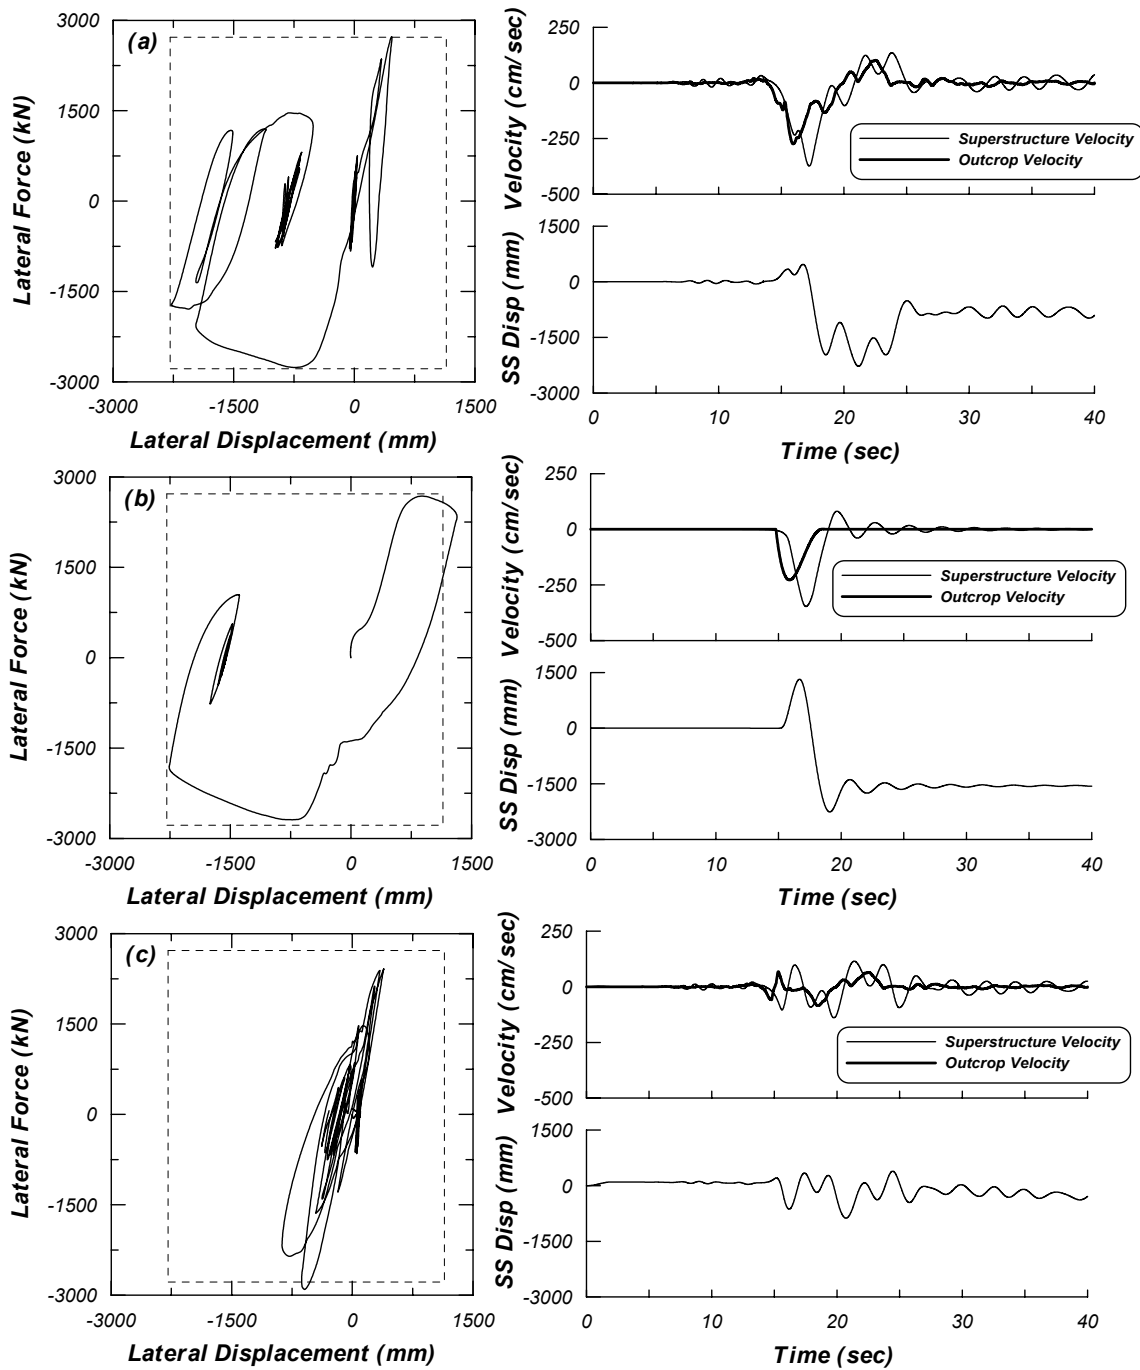 (a)
3000
1500
0
-1500
-3000
Lateral Force (kN)
-3000 -1500 0 1500
Lateral Displacement (mm)
250
0
-250
-500
Velocity (cm/sec)
Superstructure Velocity
Outcrop Velocity
1500
0
-1500
-3000
SS Disp (mm)
0 10 20 30 40
Time (sec)
(b)
3000
1500
0
-1500
-3000
Lateral Force (kN)
-3000 -1500 0 1500
Lateral Displacement (mm)
250
0
-250
-500
Velocity (cm/sec)
Superstructure Velocity
Outcrop Velocity
1500
0
-1500
-3000
SS Disp (mm)
0 10 20 30 40
Time (sec)
(c)
3000
1500
0
-1500
-3000
Lateral Force (kN)
-3000 -1500 0 1500
Lateral Displacement (mm)
250
0
-250
-500
Velocity (cm/sec)
Superstructure Velocity
Outcrop Velocity
1500
0
-1500
-3000
SS Disp (mm)
0 10 20 30 40
Time (sec)